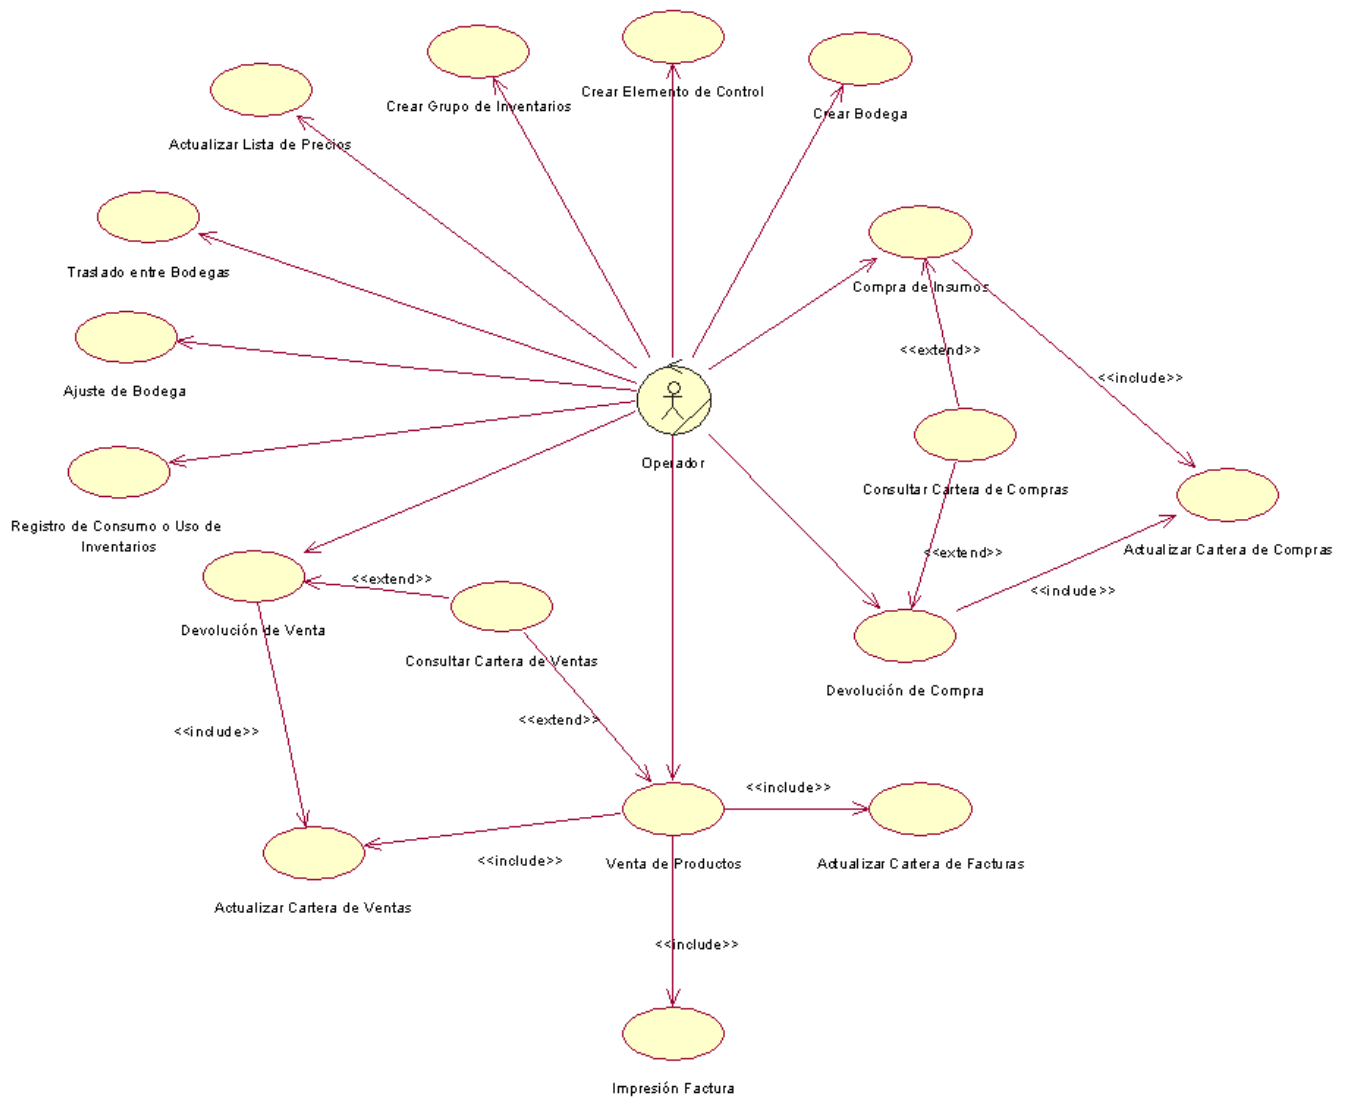 Crear Elemento de Control
Crear Grupo de Inventarios
Crear Bodega
Actualizar Lista de Precios
Traslado entre Bodegas
Compra de Insumos
<<extend>>
<<include>>
Ajuste de Bodega
Operador
Consultar Cartera de Compras
Registro de Consumo o Uso de
Inventarios
Actualizar Cartera de Compras
<<extend>>
<<include>>
<<extend>>
Devolución de Venta
Consultar Cartera de Ventas
Devolución de Compra
<<extend>>
<<include>>
<<include>>
<<include>>
Venta de Productos
Actualizar Cartera de Facturas
Actualizar Cartera de Ventas
<<include>>
Impresión Factura